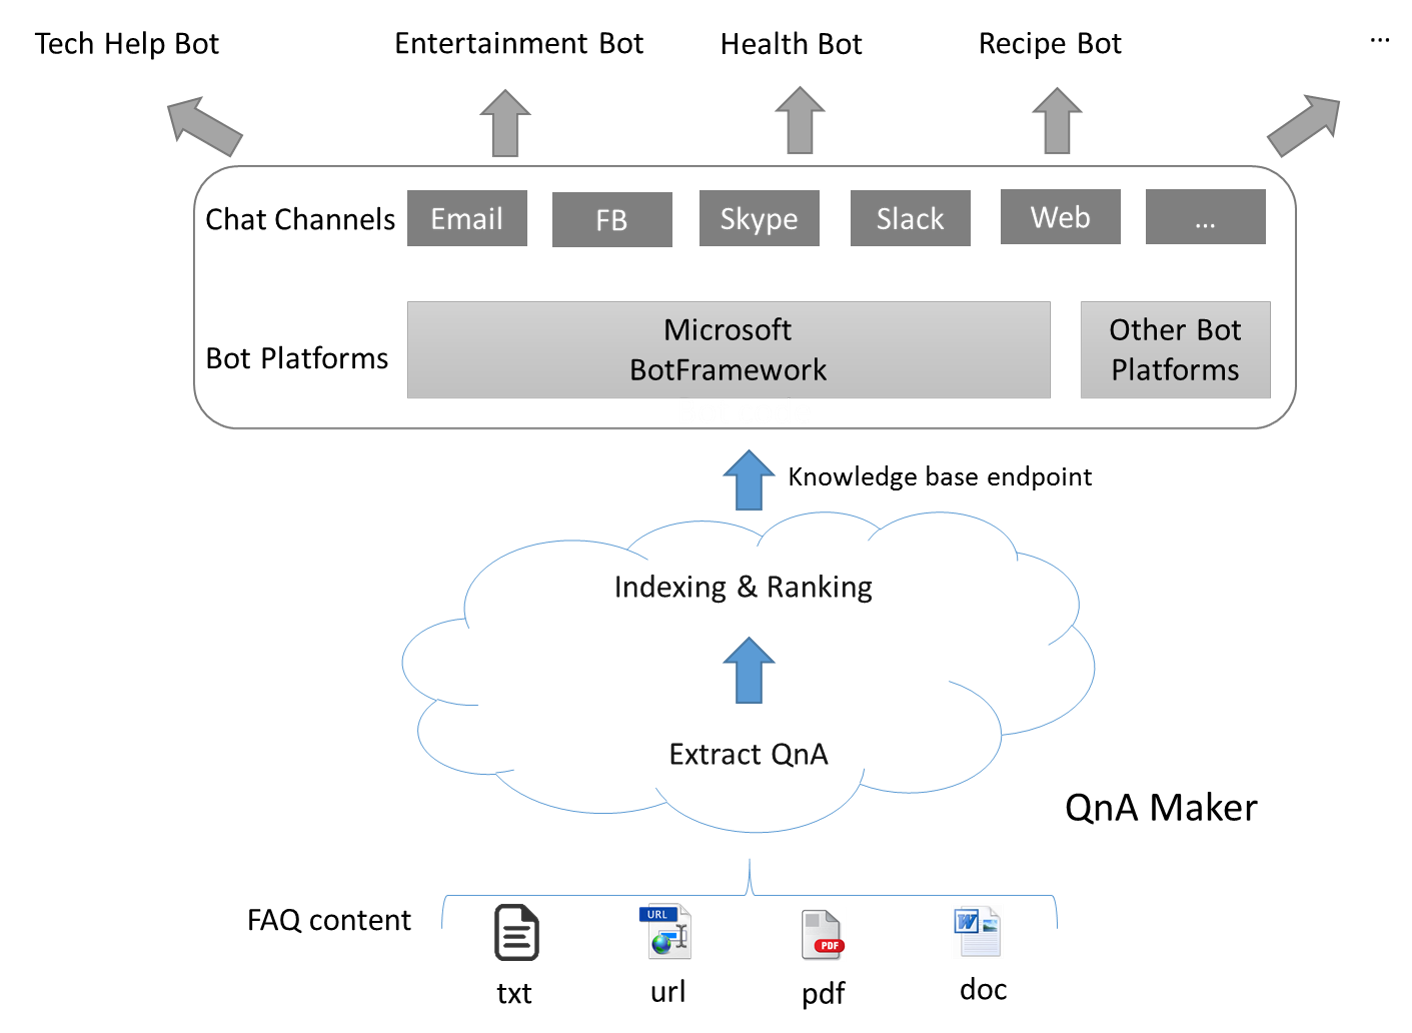 Tech Help Bot
Entertainment Bot
Health Bot
Recipe Bot
...
Chat Channels
Email
FB
Skype
Slack
Web
...
Bot Platforms
Microsoft
BotFramework
Other Bot
Platforms
Knowledge base endpoint
Indexing & Ranking
Extract QnA
QnA Maker
FAQ content
URL
PDF
W
txt
url
pdf
doc